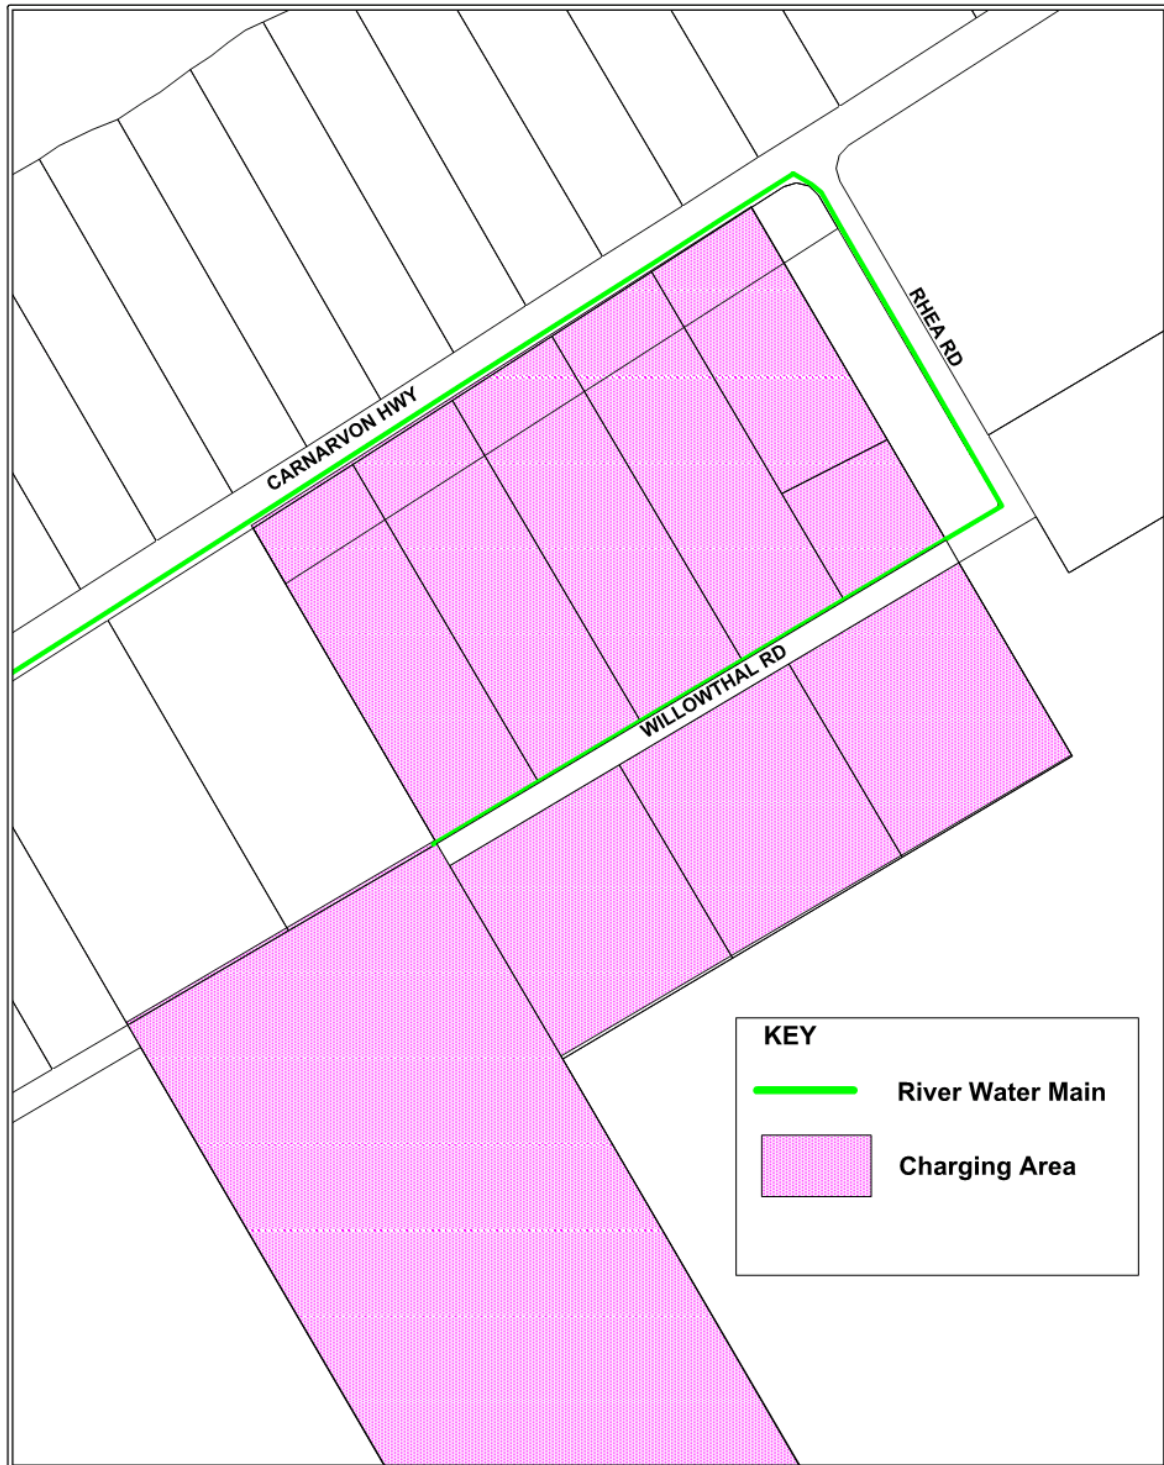 CARNARVON HWY
RHEA RD
WILLOWTHAL RD
KEY
River Water Main
Charging Area